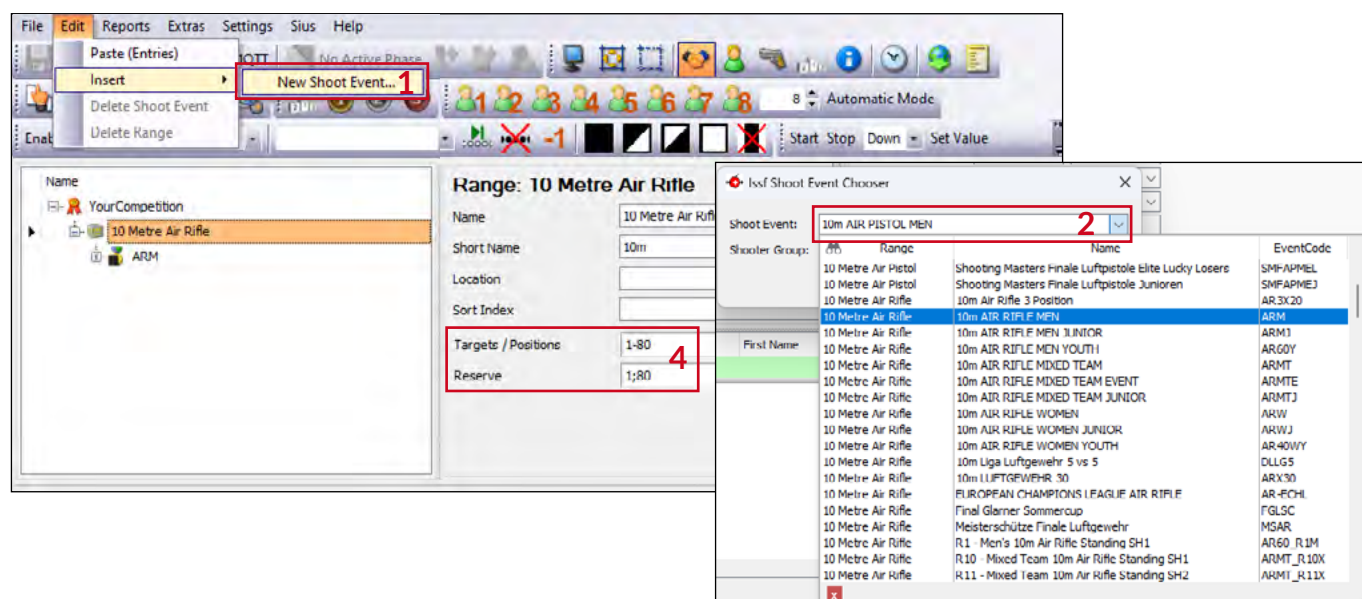 File Edit Reports Extras Settings Sius Help
Paste (Entries)
MQTT No Active Phase
Insert
New Shoot Event... 1
Delete Shoot Event
1 2 3 4 5 6 7 8 8 Automatic Mode
Delete Range
Enab
-1
Start Stop Down Set Value
Name
YourCompetition
10 Metre Air Rifle
ARM
Range: 10 Metre Air Rifle
Name 10 Metre Air Rifl
Short Name 10m
Location
Sort Index
Targets / Positions 1-80
4
Reserve 1;80
Issf Shoot Event Chooser
Shoot Event: 10m AIR PISTOL MEN 2
Shooter Group:
Range Name EventCode
10 Metre Air Pistol Shooting Masters Finale Luftpistole Elite Lucky Losers SMFAPMEL
10 Metre Air Pistol Shooting Masters Finale Luftpistole Junioren SMFAPMEJ
10 Metre Air Rifle 10m Air Rifle 3 Position AR3X20
10 Metre Air Rifle 10m AIR RIFLE MEN ARM
10 Metre Air Rifle 10m AIR RIFLE MEN JUNIOR ARMJ
10 Metre Air Rifle 10m AIR RIFLE MEN YOUTH AR60Y
10 Metre Air Rifle 10m AIR RIFLE MIXED TEAM ARMT
10 Metre Air Rifle 10m AIR RIFLE MIXED TEAM EVENT ARMTE
10 Metre Air Rifle 10m AIR RIFLE MIXED TEAM JUNIOR ARMTJ
10 Metre Air Rifle 10m AIR RIFLE WOMEN ARW
10 Metre Air Rifle 10m AIR RIFLE WOMEN JUNIOR ARWJ
10 Metre Air Rifle 10m AIR RIFLE WOMEN YOUTH AR40WY
10 Metre Air Rifle 10m Liga Luftgewehr 5 vs 5 DLLG5
10 Metre Air Rifle 10m LUFTGEWEHR 30 ARX30
10 Metre Air Rifle EUROPEAN CHAMPIONS LEAGUE AIR RIFLE AR-ECHL
10 Metre Air Rifle Final Glarner Sommercup FGLSC
10 Metre Air Rifle Meisterschütze Finale Luftgewehr MSAR
10 Metre Air Rifle R1 - Men's 10m Air Rifle Standing SH1 AR60_R1M
10 Metre Air Rifle R10 - Mixed Team 10m Air Rifle Standing SH1 ARMT_R10X
10 Metre Air Rifle R11 - Mixed Team 10m Air Rifle Standing SH2 ARMT_R11X
First Name
x